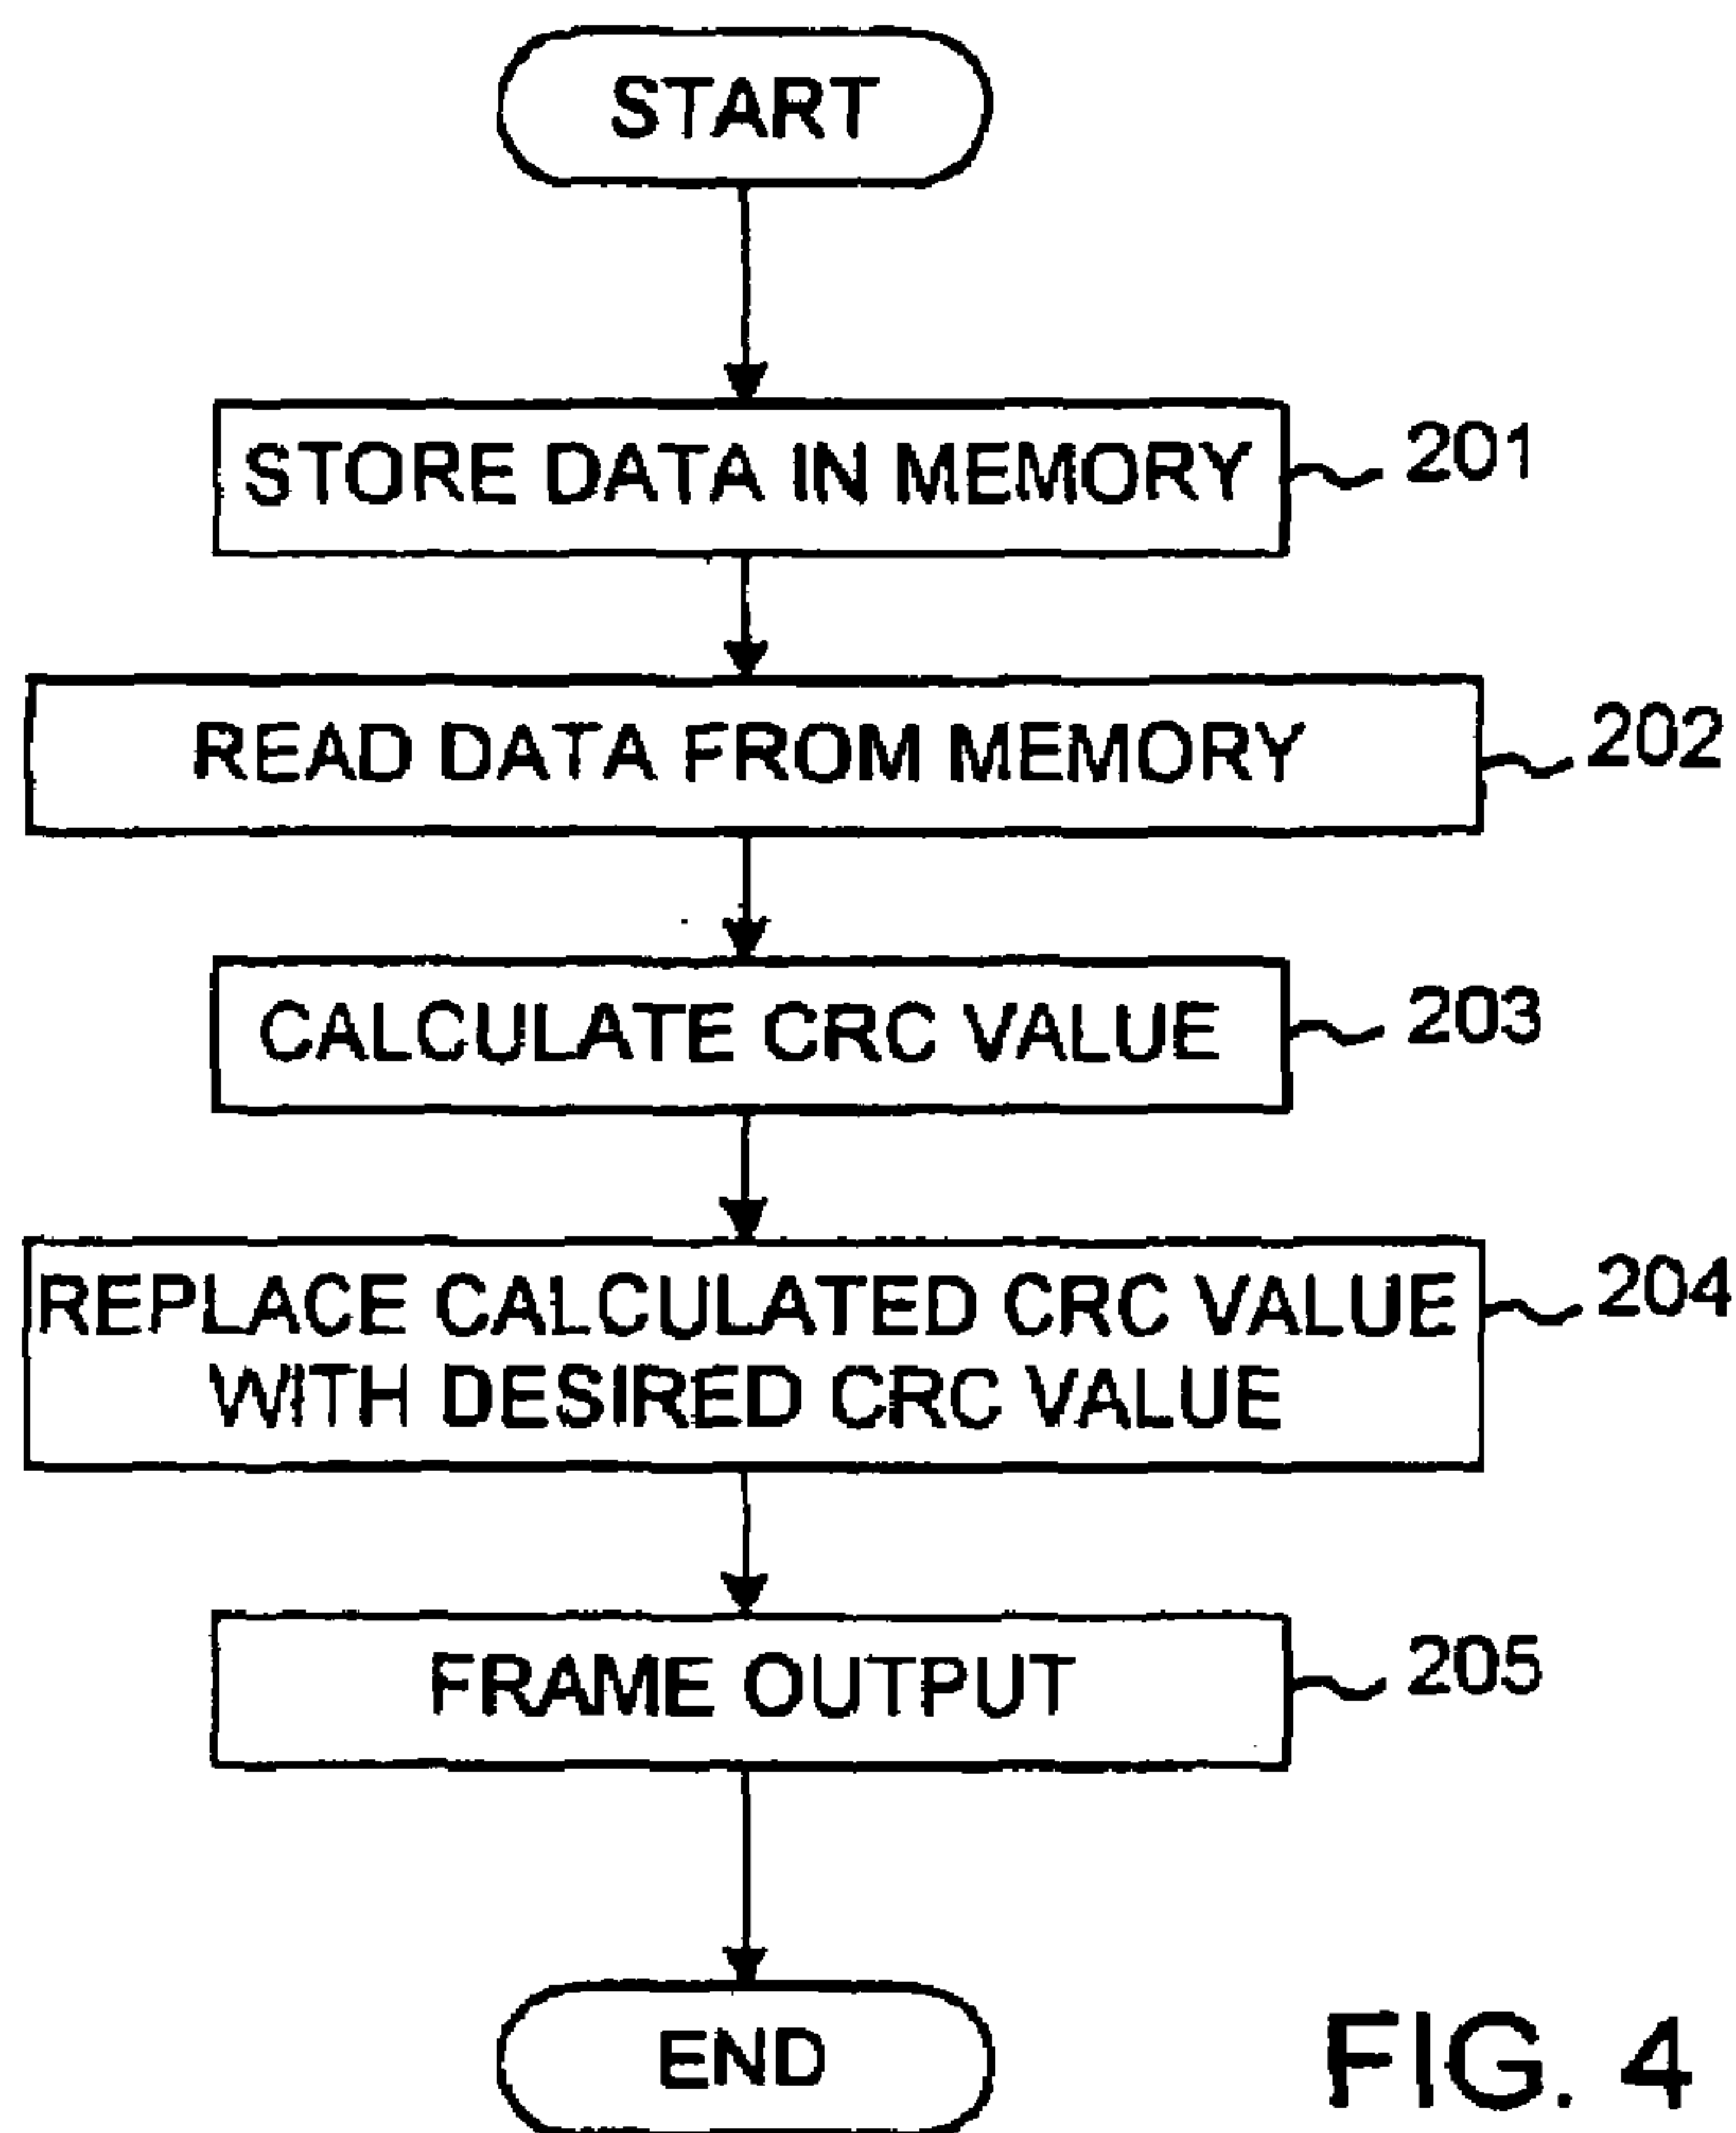 START
STORE DATA IN MEMORY 201
READ DATA FROM MEMORY 202
CALCULATE CRC VALUE 203
REPLACE CALCULATED CRC VALUE 204
WITH DESIRED CRC VALUE
FRAME OUTPUT 205
END
FIG. 4